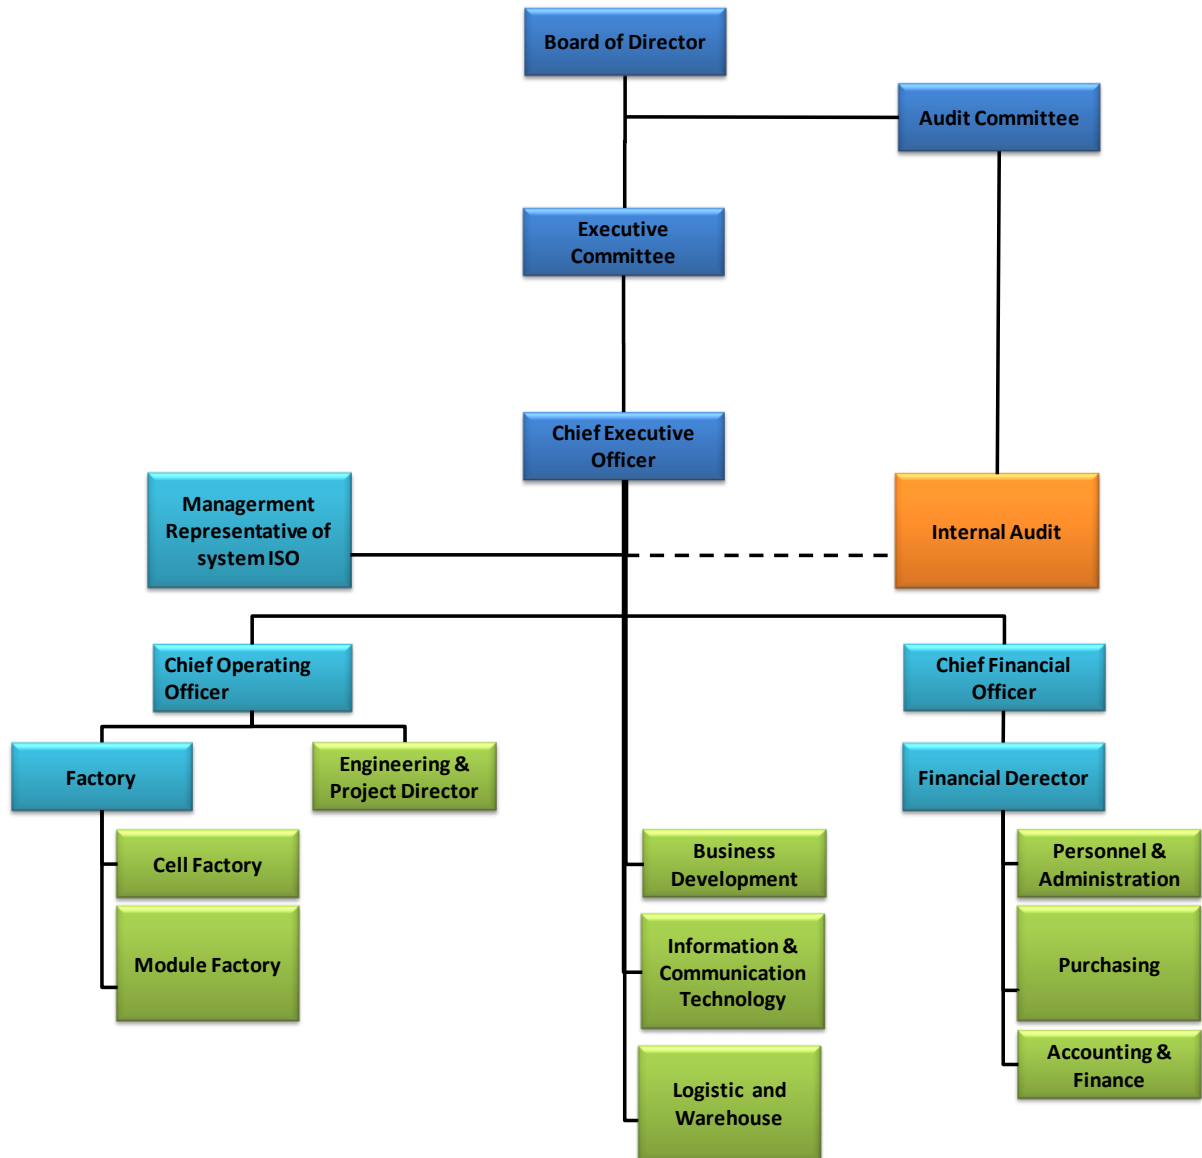 Board of Director
Audit Committee
Executive
Committee
Chief Executive
Officer
Managerment
Representative of
system ISO
Internal Audit
Chief Operating
Officer
Chief Financial
Officer
Factory
Engineering &
Project Director
Financial Derector
Cell Factory
Business
Development
Personnel &
Administration
Module Factory
Information &
Communication
Technology
Purchasing
Logistic and
Warehouse
Accounting &
Finance